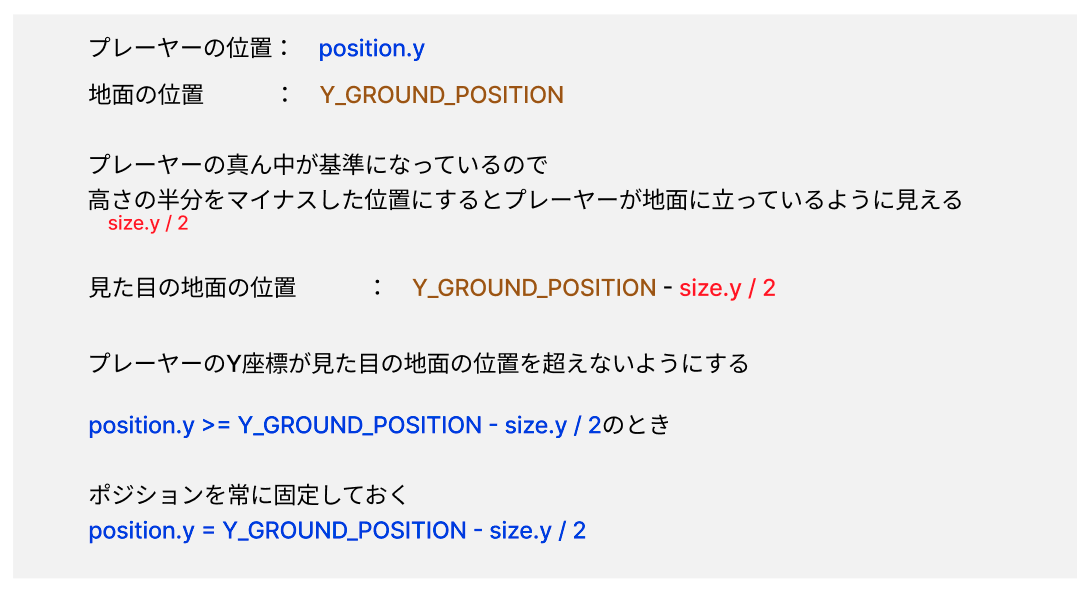 プレーヤーの位置： position.y
地面の位置 ： Y_GROUND_POSITION
プレーヤーの真ん中が基準になっているので
高さの半分をマイナスした位置にするとプレーヤーが地面に立っているように見える
size.y / 2
見た目の地面の位置 ： Y_GROUND_POSITION - size.y / 2
プレーヤーのY座標が見た目の地面の位置を超えないようにする
position.y >= Y_GROUND_POSITION - size.y / 2のとき
ポジションを常に固定しておく
position.y = Y_GROUND_POSITION - size.y / 2